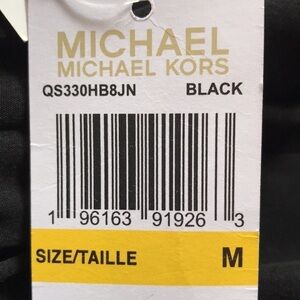 MICHAEL
MICHAEL KORS
QS330HB8JN BLACK
1 96163 91926 3
SIZE/TAILLE M